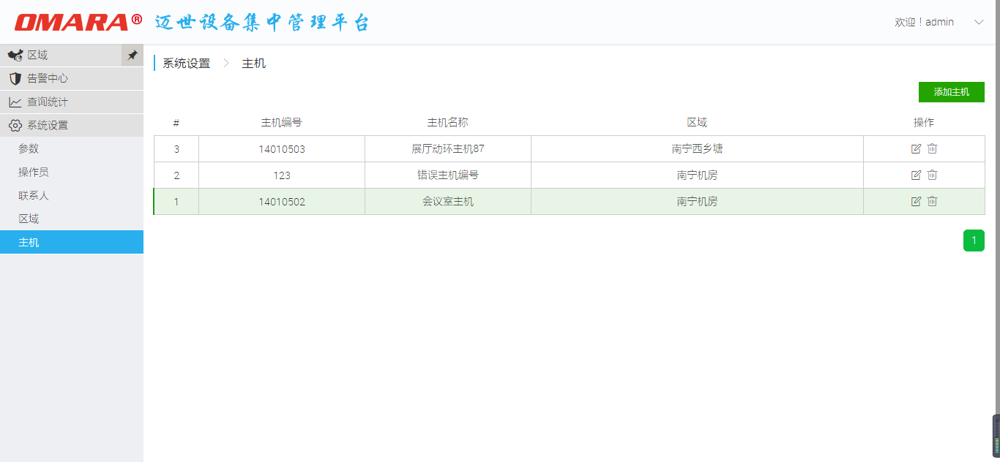 OMARA® 迈世设备集中管理平台
欢迎！admin
区域
告警中心
查询统计
系统设置
参数
操作员
联系人
区域
主机
系统设置 > 主机
添加主机
# 主机编号 主机名称 区域 操作
3 14010503 展厅动环主机87 南宁西乡塘
2 123 错误主机编号 南宁机房
1 14010502 会议室主机 南宁机房
1